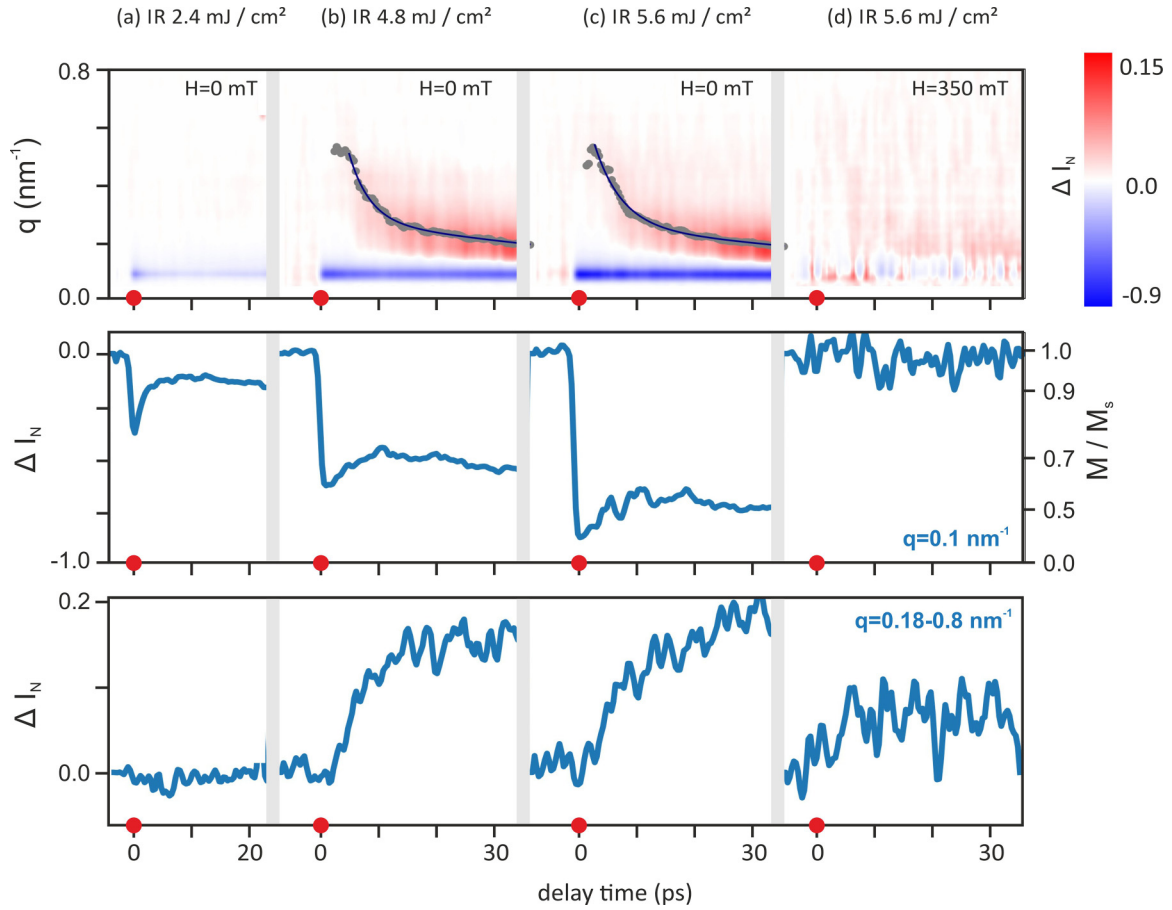 (a) IR 2.4 mJ / cm² (b) IR 4.8 mJ / cm² (c) IR 5.6 mJ / cm² (d) IR 5.6 mJ / cm²
0.8 H=0 mT H=0 mT H=0 mT H=350 mT 0.15
q (nm⁻¹) 0.0 Δ I_N
0.0 -0.9
0.0 1.0
0.9
Δ I_N 0.7 M / M_s
0.5
q=0.1 nm⁻¹
-1.0 0.0
0.2 q=0.18-0.8 nm⁻¹
Δ I_N
0.0
0 20 0 30 0 30 0 30
delay time (ps)